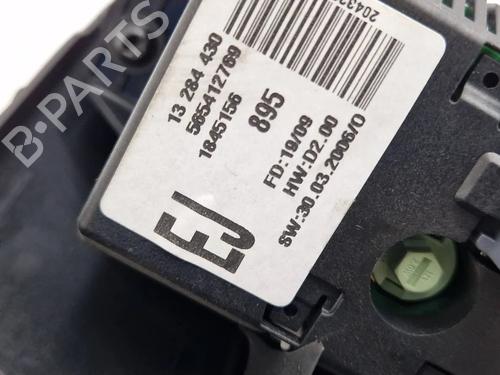 20433
13 284 430
565412769
1845156
895
FD:19/09
HW:D2.00
SW:30.03.2006/0
EJ
B-PARTS